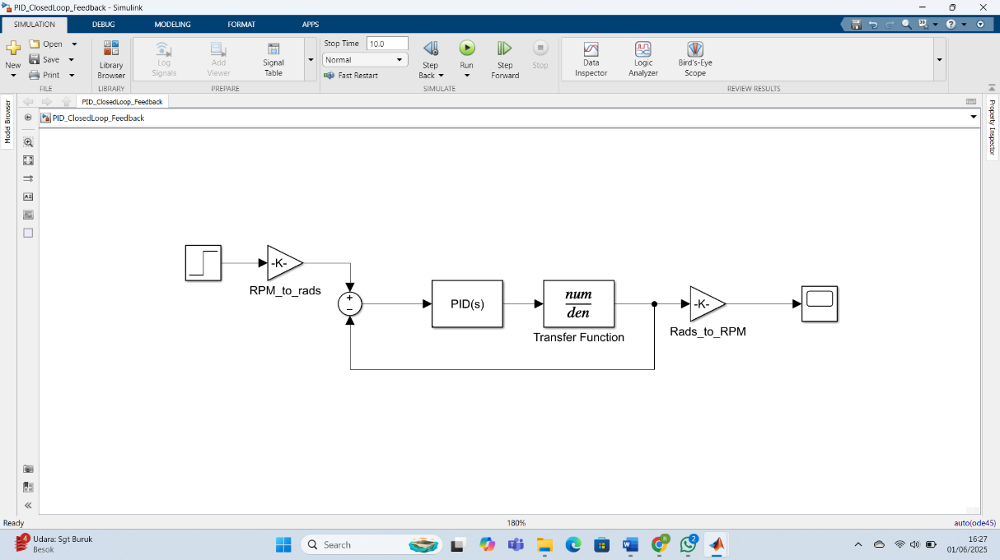 PID_ClosedLoop_Feedback - Simulink
SIMULATION DEBUG MODELING FORMAT APPS
New
Open
Save
Print
FILE
Library Browser
LIBRARY
Log Signals
Add Viewer
Signal Table
PREPARE
Stop Time 10.0
Normal
Fast Restart
Step Back
Run
Step Forward
Stop
SIMULATE
Data Inspector
Logic Analyzer
Bird's-Eye Scope
REVIEW RESULTS
Model Browser
PID_ClosedLoop_Feedback
PID_ClosedLoop_Feedback
Property Inspector
-K-
RPM_to_rads
+
−
PID(s)
num
den
Transfer Function
-K-
Rads_to_RPM
Ready 180% auto(ode45)
4
Udara: Sgt Buruk
Besok
Search
R
2
16:27
01/06/2025